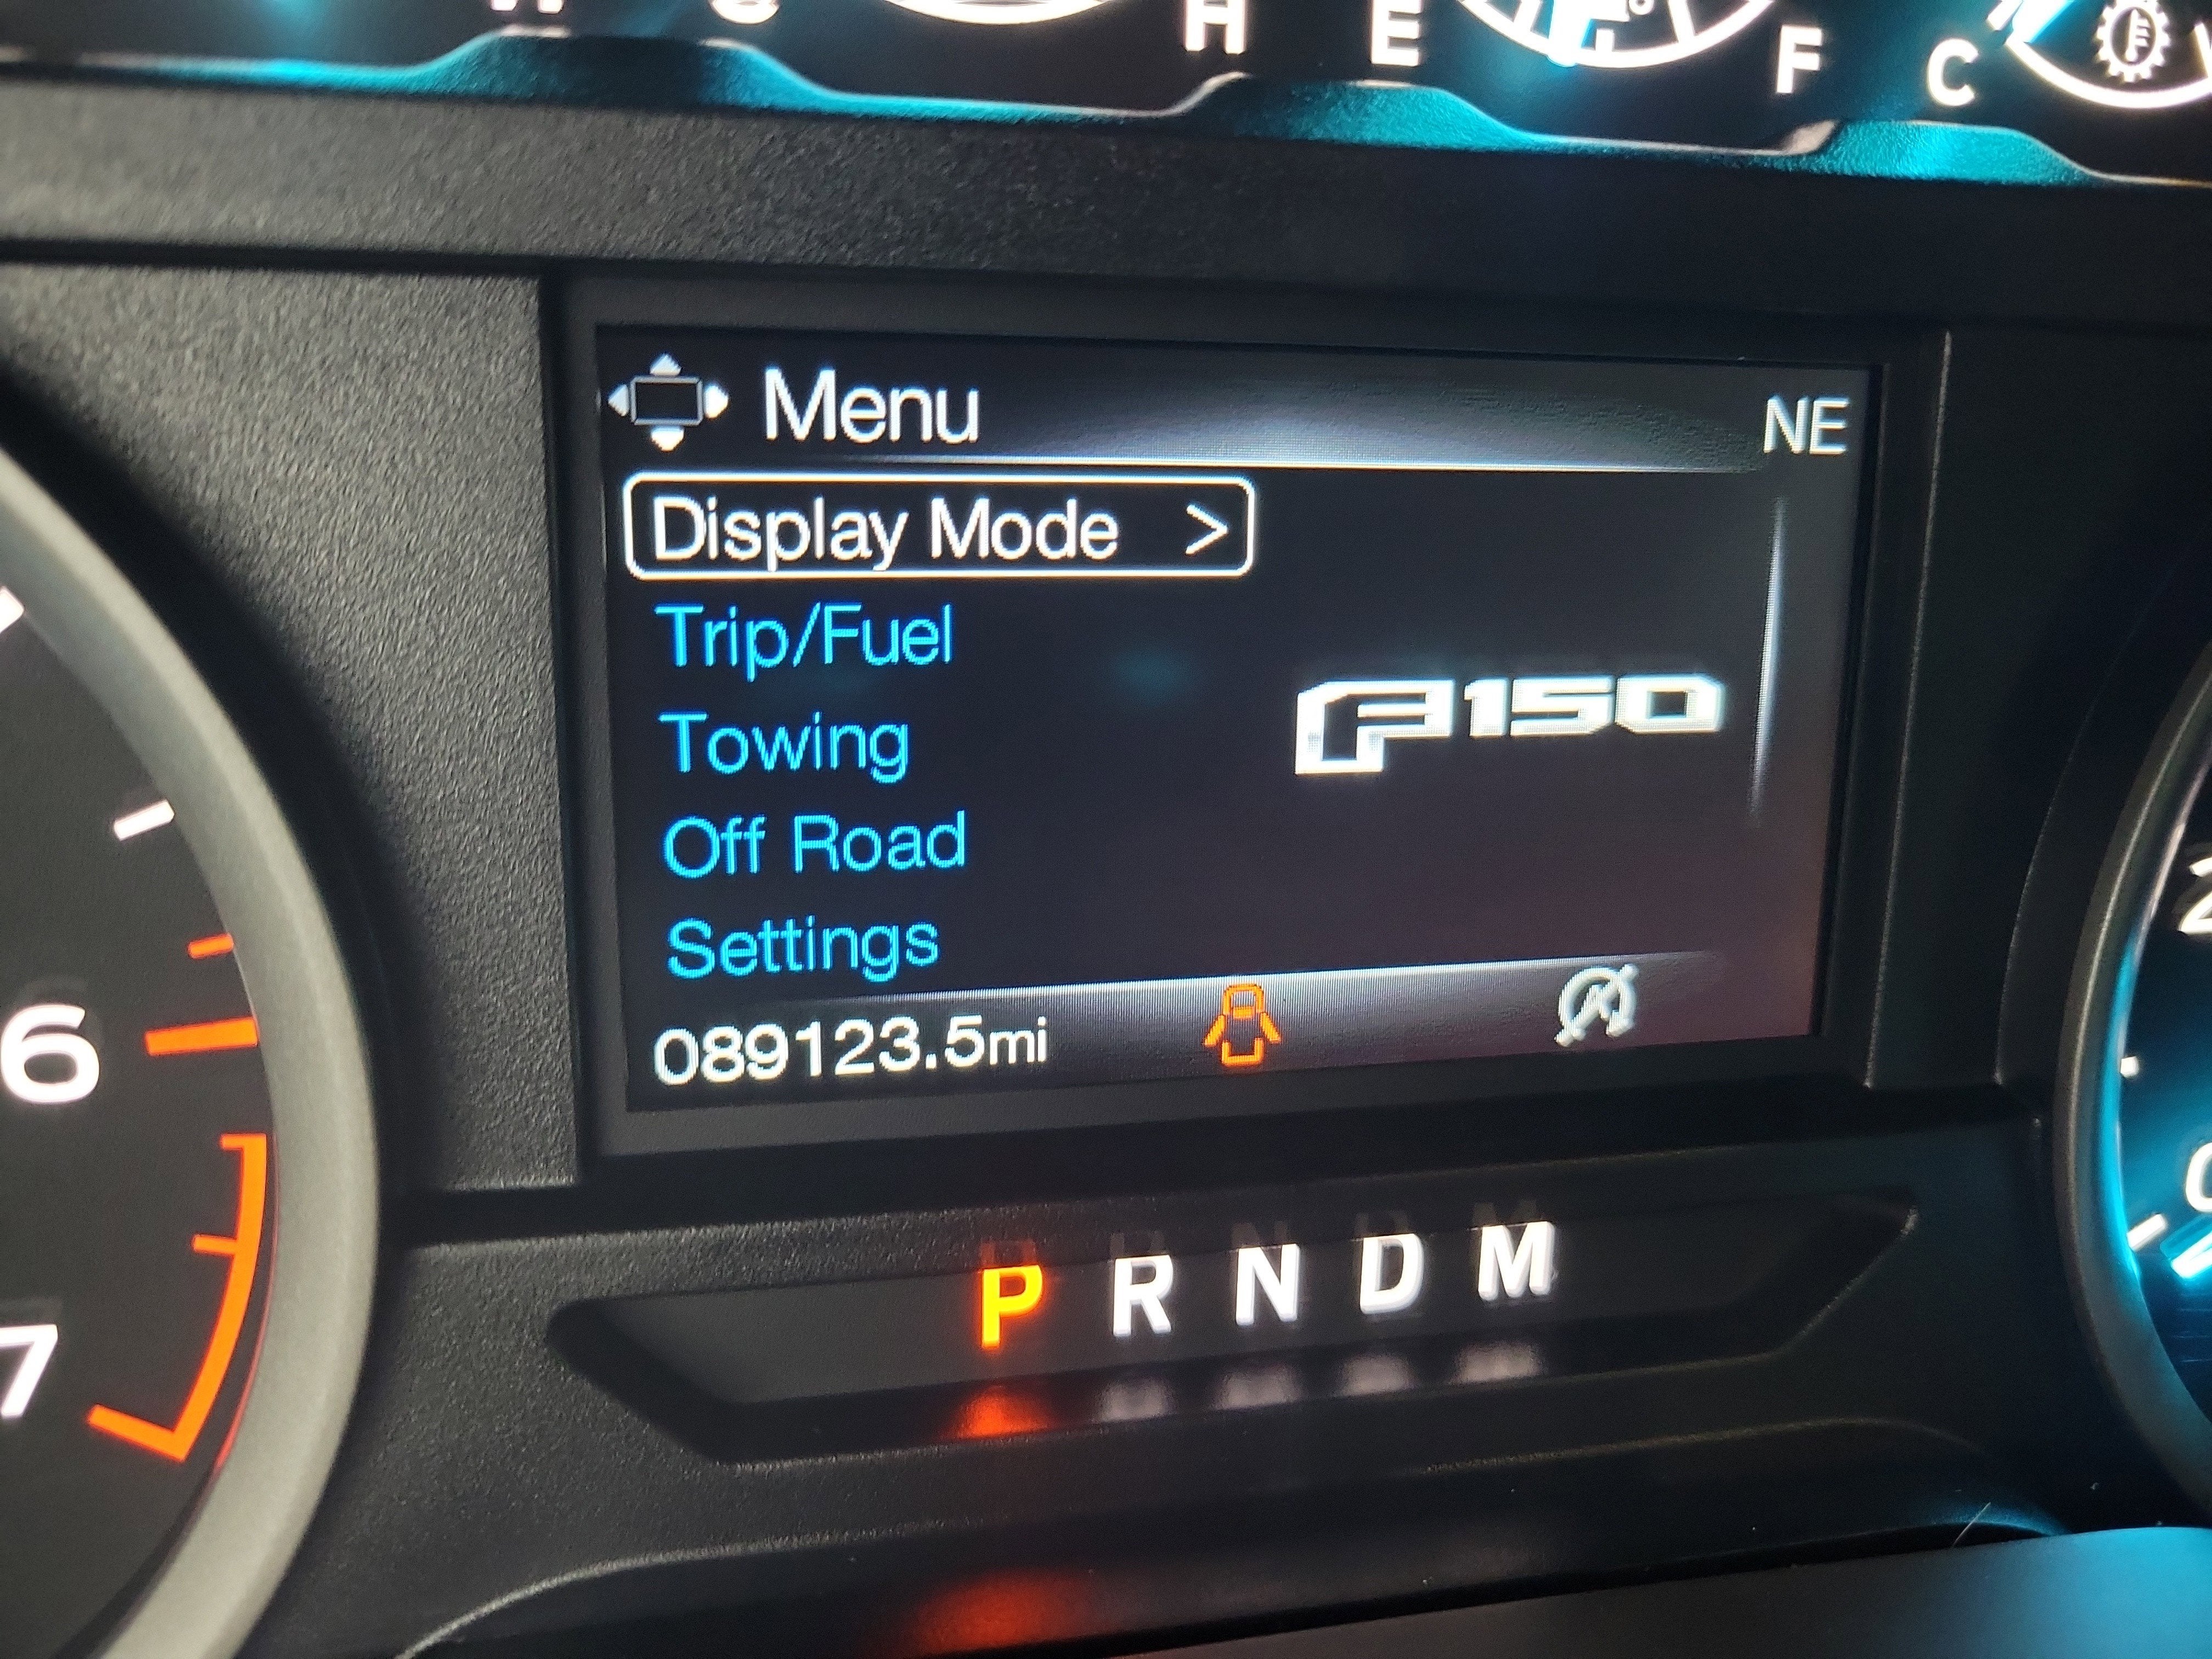 H E F C
Menu NE
Display Mode >
Trip/Fuel
F150
Towing
Off Road
Settings
089123.5mi
6
7
P R N D M